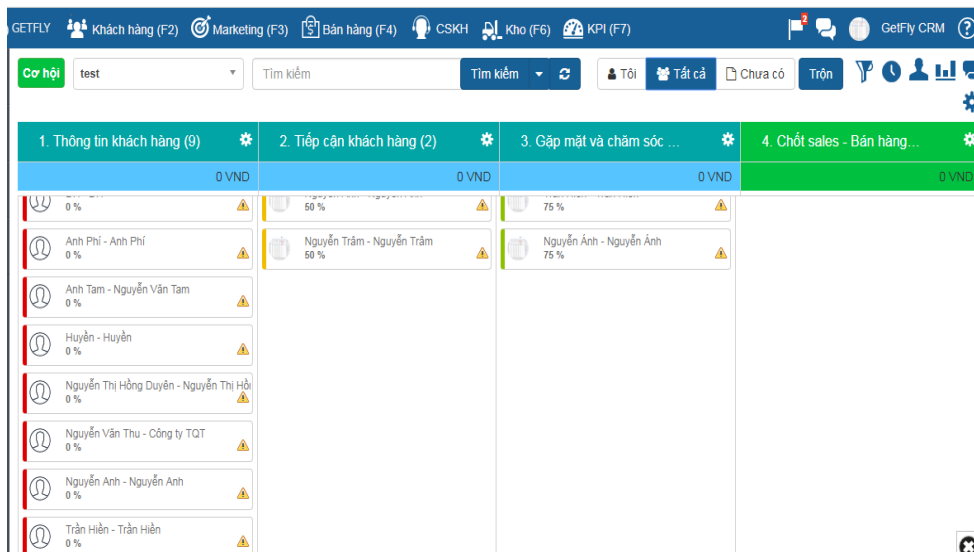 GETFLY Khách hàng (F2) Marketing (F3) Bán hàng (F4) CSKH Kho (F6) KPI (F7) 2 GetFly CRM
Cơ hội test Tìm kiếm Tìm kiếm Tôi Tất cả Chưa có Trộn
1. Thông tin khách hàng (9) 2. Tiếp cận khách hàng (2) 3. Gặp mặt và chăm sóc ... 4. Chốt sales - Bán hàng...
0 VND 0 VND 0 VND 0 VND
0 % 50 % 75 %
Anh Phí - Anh Phí Nguyễn Trâm - Nguyễn Trâm Nguyễn Ánh - Nguyễn Ánh
0 % 50 % 75 %
Anh Tam - Nguyễn Văn Tam
0 %
Huyền - Huyền
0 %
Nguyễn Thị Hồng Duyên - Nguyễn Thị
0 %
Nguyễn Văn Thu - Công ty TQT
0 %
Nguyễn Anh - Nguyễn Anh
0 %
Trần Hiền - Trần Hiền
0 %